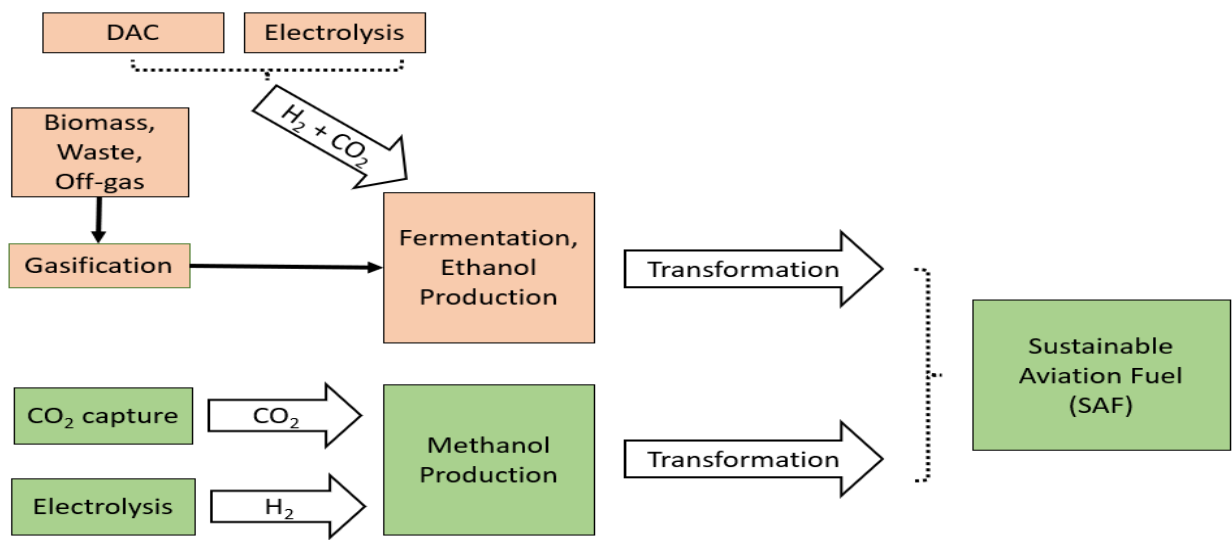 DAC
Electrolysis
H₂ + CO₂
Biomass,
Waste,
Off-gas
Gasification
Fermentation,
Ethanol
Production
Transformation
Sustainable
Aviation Fuel
(SAF)
CO₂ capture
CO₂
Methanol
Production
Transformation
Electrolysis
H₂